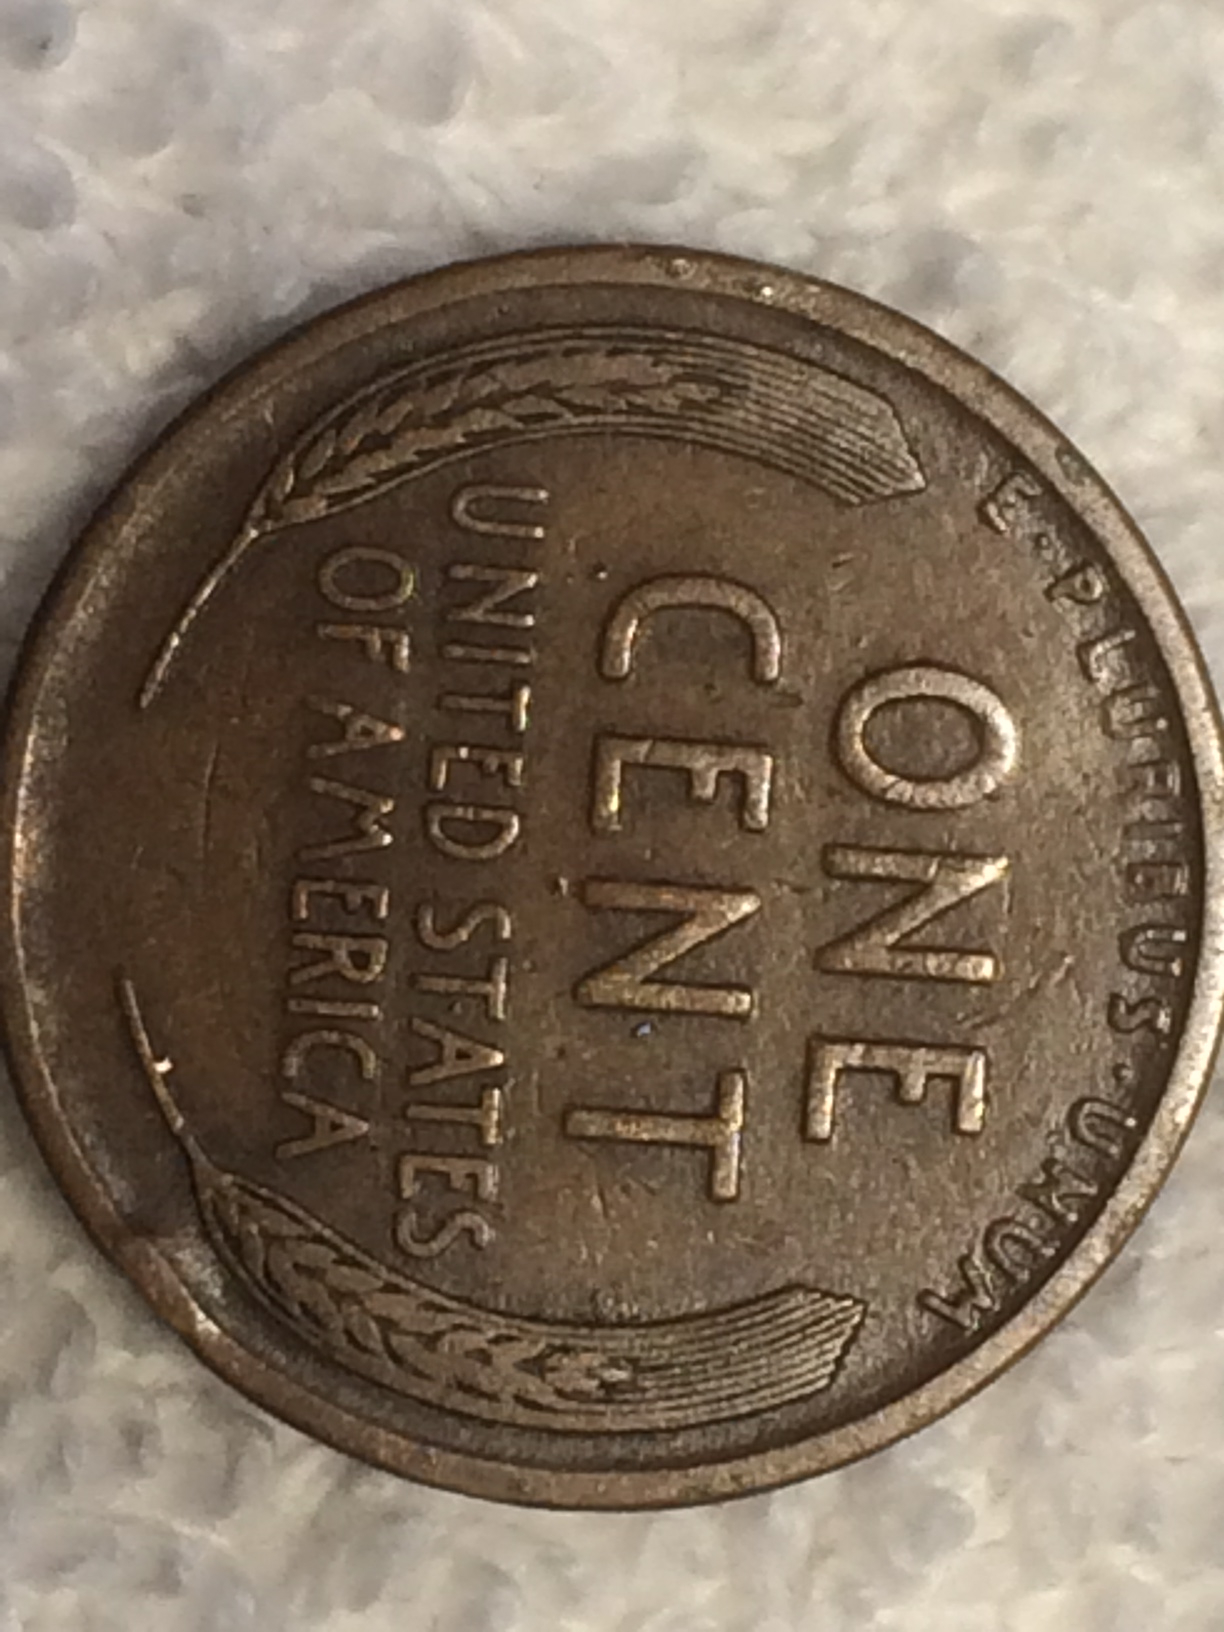 E·PLURIBUS·UNUM
ONE
CENT
UNITED STATES
OF AMERICA